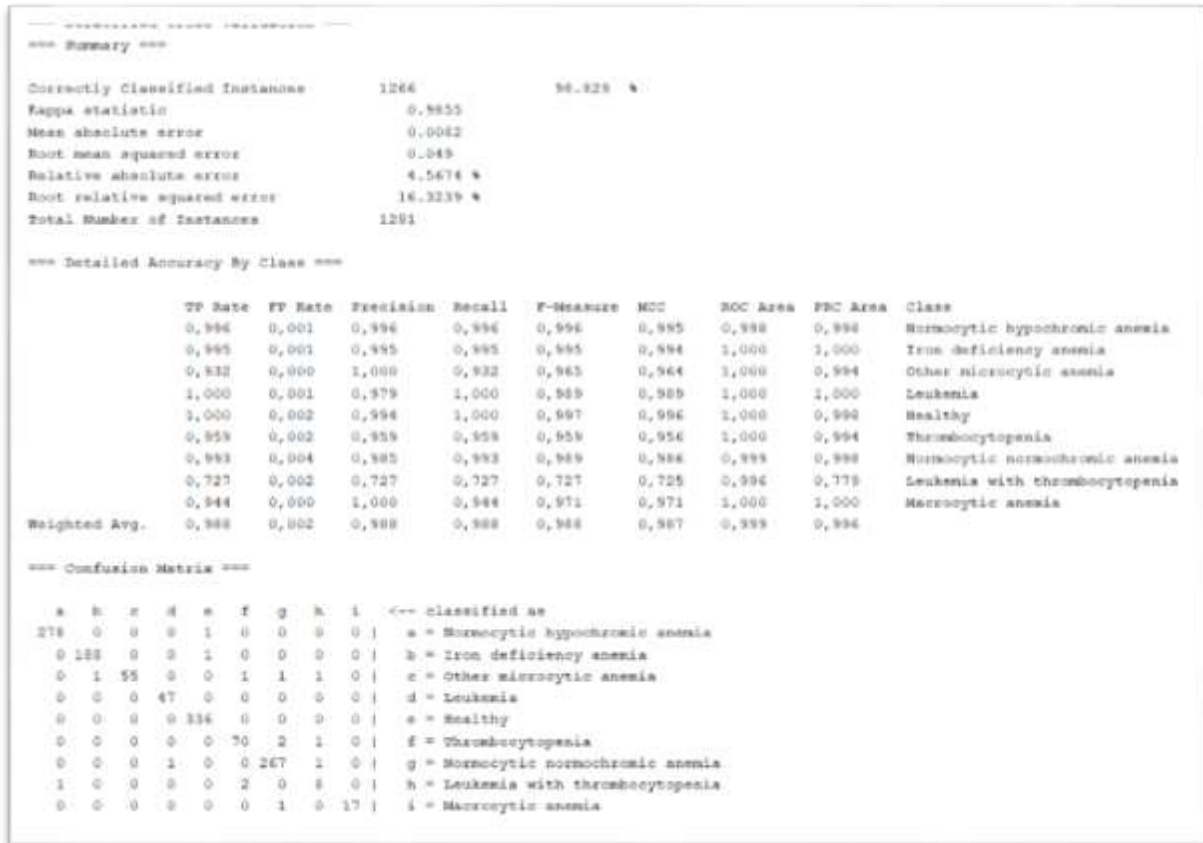 === Summary ===
Correctly Classified Instances 1266 98.829 %
Kappa statistic 0.9855
Mean absolute error 0.0082
Root mean squared error 0.049
Relative absolute error 4.5674 %
Root relative squared error 16.3239 %
Total Number of Instances 1281
=== Detailed Accuracy By Class ===
TP Rate FP Rate Precision Recall F-Measure MCC ROC Area PRC Area Class
0,996 0,001 0,996 0,996 0,996 0,995 0,998 0,998 Normocytic hypochromic anemia
0,995 0,001 0,995 0,995 0,995 0,994 1,000 1,000 Iron deficiency anemia
0,932 0,000 1,000 0,932 0,965 0,964 1,000 0,994 Other microcytic anemia
1,000 0,001 0,979 1,000 0,989 0,989 1,000 1,000 Leukemia
1,000 0,002 0,994 1,000 0,997 0,996 1,000 0,998 Healthy
0,959 0,002 0,959 0,959 0,959 0,956 1,000 0,994 Thrombocytopenia
0,993 0,004 0,985 0,993 0,989 0,986 0,999 0,998 Normocytic normochromic anemia
0,727 0,002 0,727 0,727 0,727 0,725 0,996 0,779 Leukemia with thrombocytopenia
0,944 0,000 1,000 0,944 0,971 0,971 1,000 1,000 Macrocytic anemia
Weighted Avg. 0,988 0,002 0,988 0,988 0,988 0,987 0,999 0,996
=== Confusion Matrix ===
a b c d e f g h i <-- classified as
278 0 0 0 1 0 0 0 0 | a = Normocytic hypochromic anemia
0 188 0 0 1 0 0 0 0 | b = Iron deficiency anemia
0 1 55 0 0 1 1 1 0 | c = Other microcytic anemia
0 0 0 47 0 0 0 0 0 | d = Leukemia
0 0 0 0 336 0 0 0 0 | e = Healthy
0 0 0 0 0 70 2 1 0 | f = Thrombocytopenia
0 0 0 1 0 0 267 1 0 | g = Normocytic normochromic anemia
1 0 0 0 0 2 0 8 0 | h = Leukemia with thrombocytopenia
0 0 0 0 0 0 1 0 17 | i = Macrocytic anemia